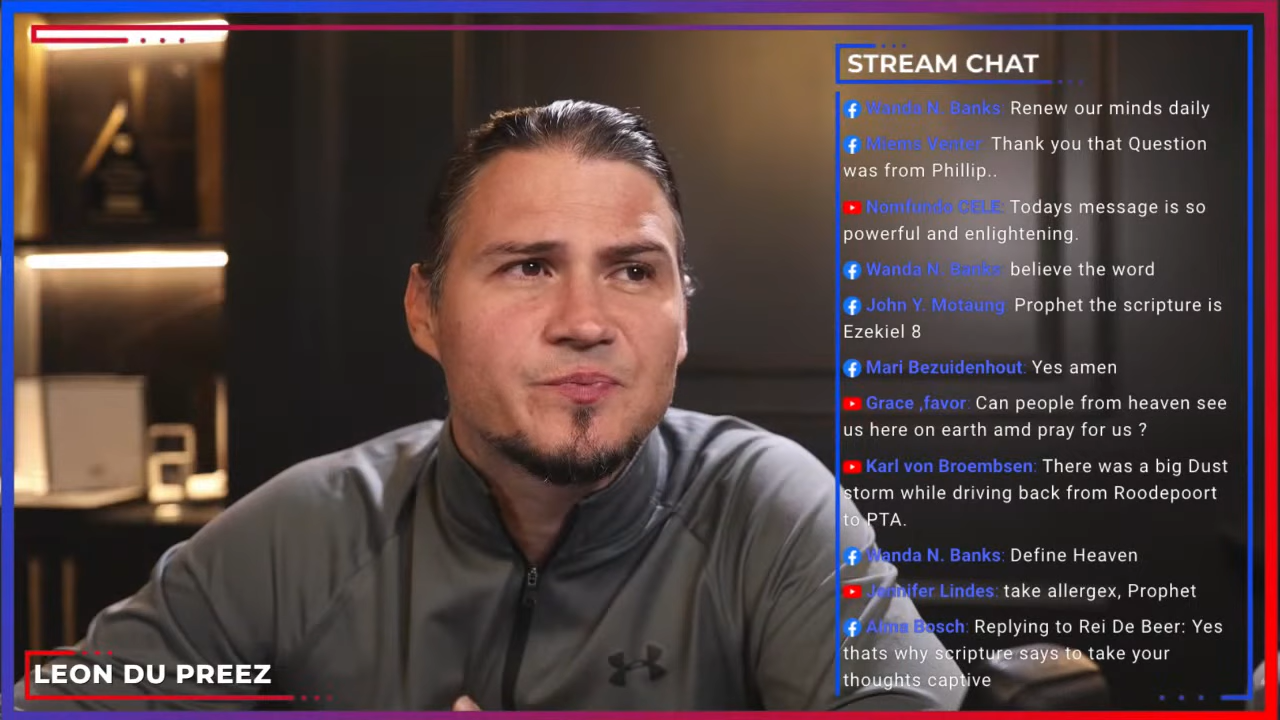 STREAM CHAT
Wanda N. Banks: Renew our minds daily
Miems Venter: Thank you that Question
was from Phillip..
Nomfundo CELE: Todays message is so
powerful and enlightening.
Wanda N. Banks: believe the word
John Y. Motaung: Prophet the scripture is
Ezekiel 8
Mari Bezuidenhout: Yes amen
Grace ,favor: Can people from heaven see
us here on earth amd pray for us ?
Karl von Broembsen: There was a big Dust
storm while driving back from Roodepoort
to PTA.
Wanda N. Banks: Define Heaven
Jennifer Lindes: take allergex, Prophet
Alma Bosch: Replying to Rei De Beer: Yes
thats why scripture says to take your
thoughts captive
LEON DU PREEZ